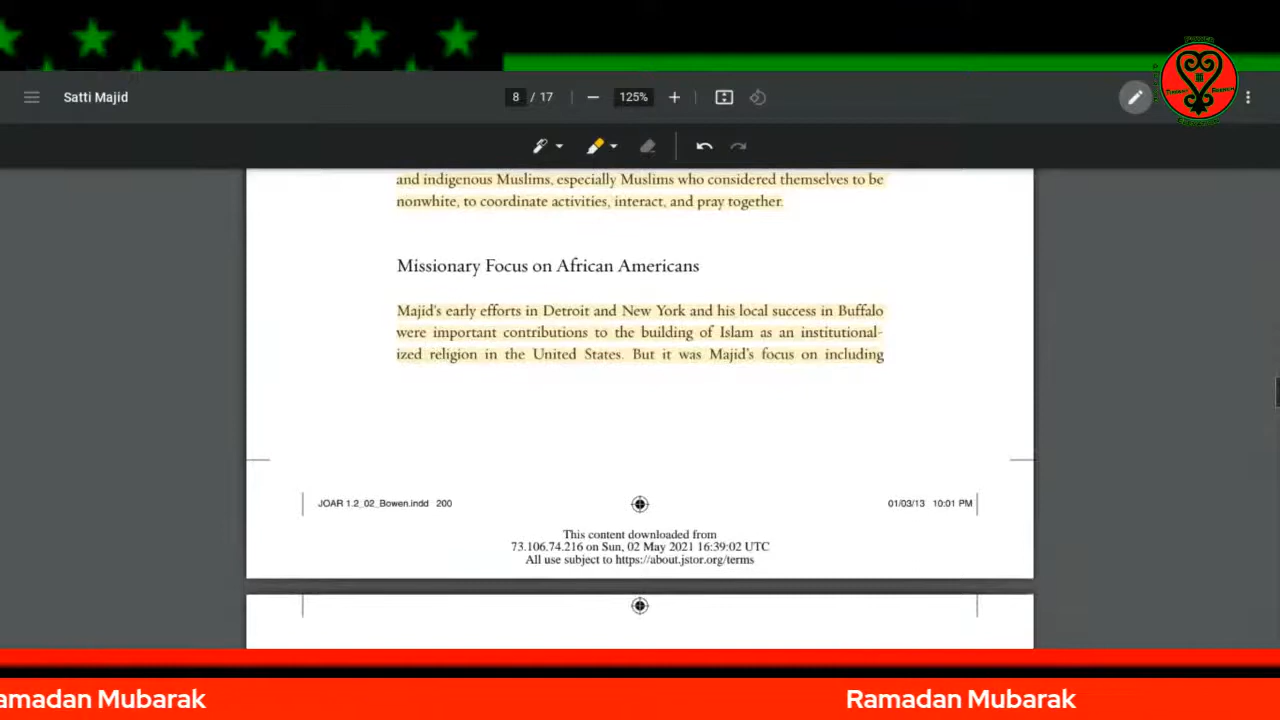 Satti Majid
8 / 17
125%
and indigenous Muslims, especially Muslims who considered themselves to be
nonwhite, to coordinate activities, interact, and pray together.
Missionary Focus on African Americans
Majid's early efforts in Detroit and New York and his local success in Buffalo
were important contributions to the building of Islam as an institutional-
ized religion in the United States. But it was Majid's focus on including
JOAR 1.2_02_Bowen.indd 200
01/03/13 10:01 PM
This content downloaded from
73.106.74.216 on Sun, 02 May 2021 16:39:02 UTC
All use subject to https://about.jstor.org/terms
amadan Mubarak
Ramadan Mubarak